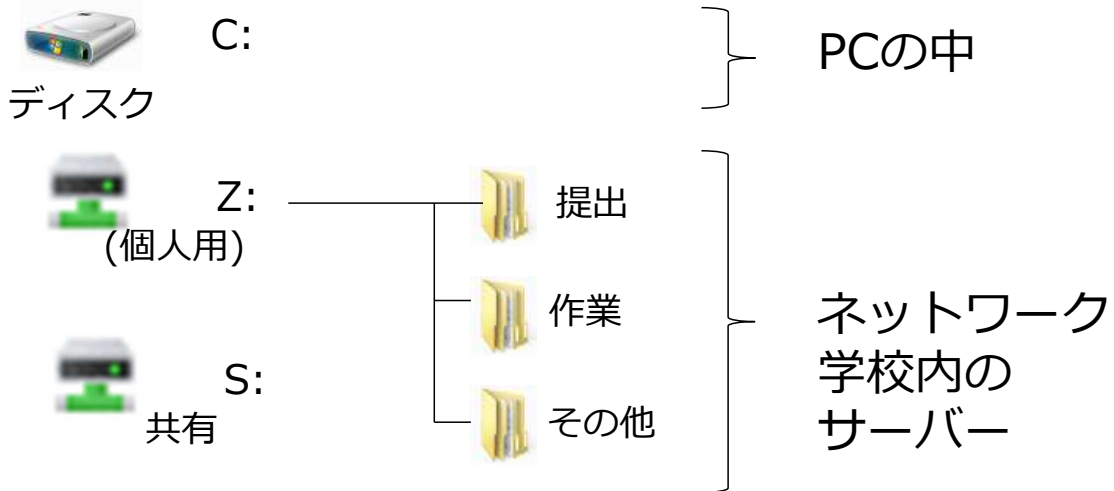 C:
ディスク
PCの中
Z:
(個人用)
提出
作業
その他
S:
共有
ネットワーク
学校内の
サーバー